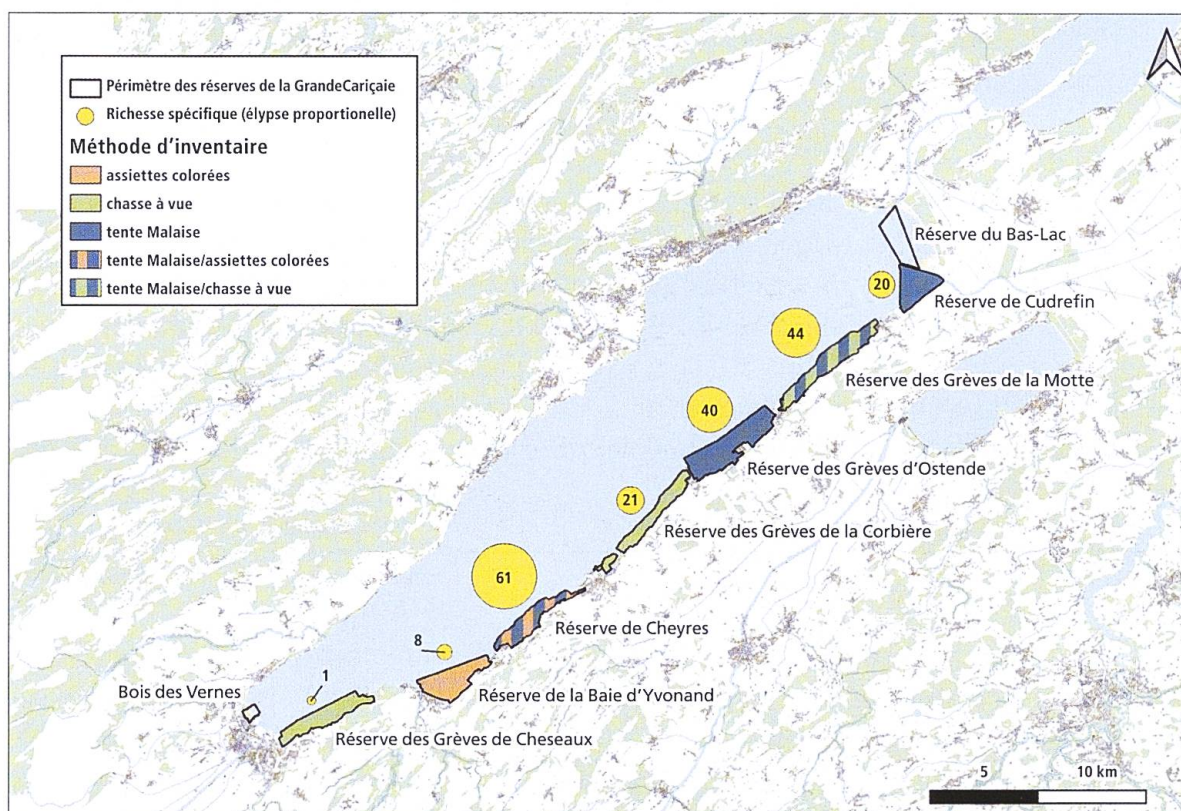 Périmètre des réserves de la GrandeCariçaie
Richesse spécifique (élypse proportionelle)
Méthode d'inventaire
assiettes colorées
chasse à vue
tente Malaise
tente Malaise/assiettes colorées
tente Malaise/chasse à vue
Réserve du Bas-Lac
20
Réserve de Cudrefin
44
Réserve des Grèves de la Motte
40
Réserve des Grèves d'Ostende
21
Réserve des Grèves de la Corbière
61
Réserve de Cheyres
8
Réserve de la Baie d'Yvonand
1
Bois des Vernes
Réserve des Grèves de Cheseaux
5 10 km